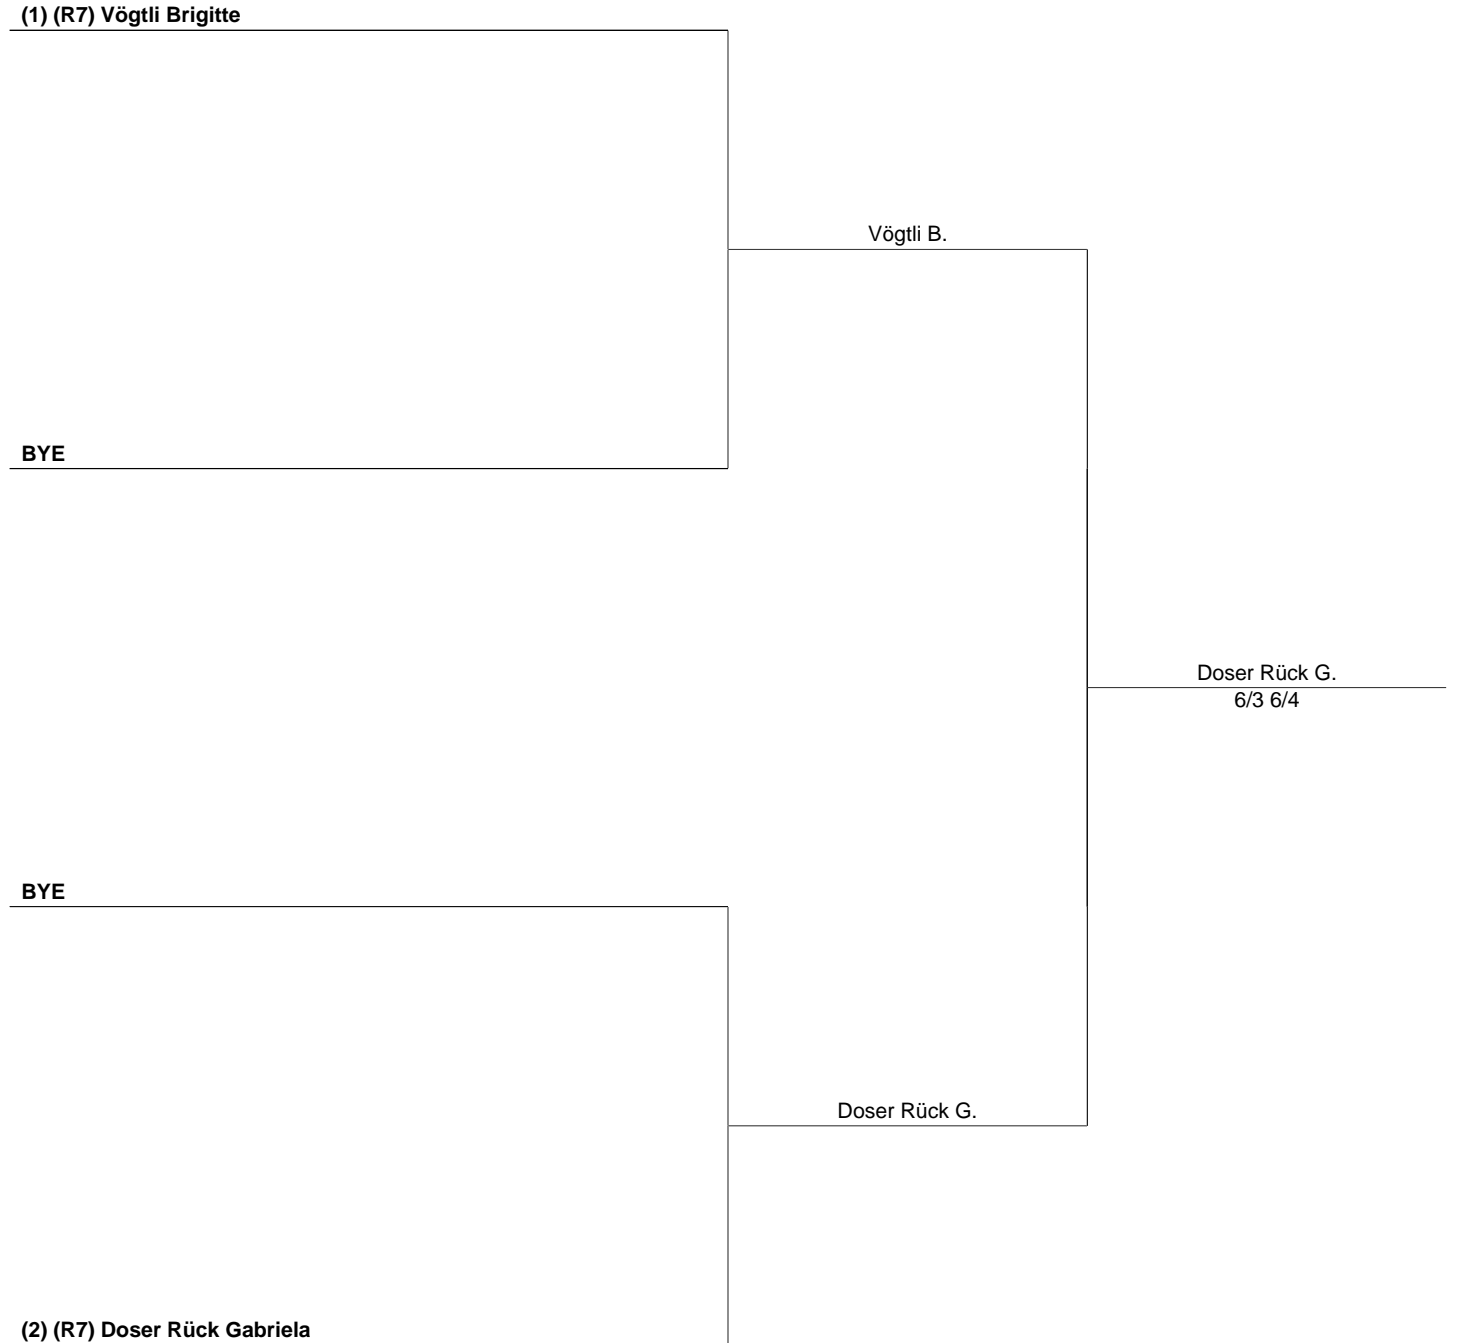 (1) (R7) Vögtli Brigitte
Vögtli B.
BYE
Doser Rück G.
6/3 6/4
BYE
Doser Rück G.
(2) (R7) Doser Rück Gabriela